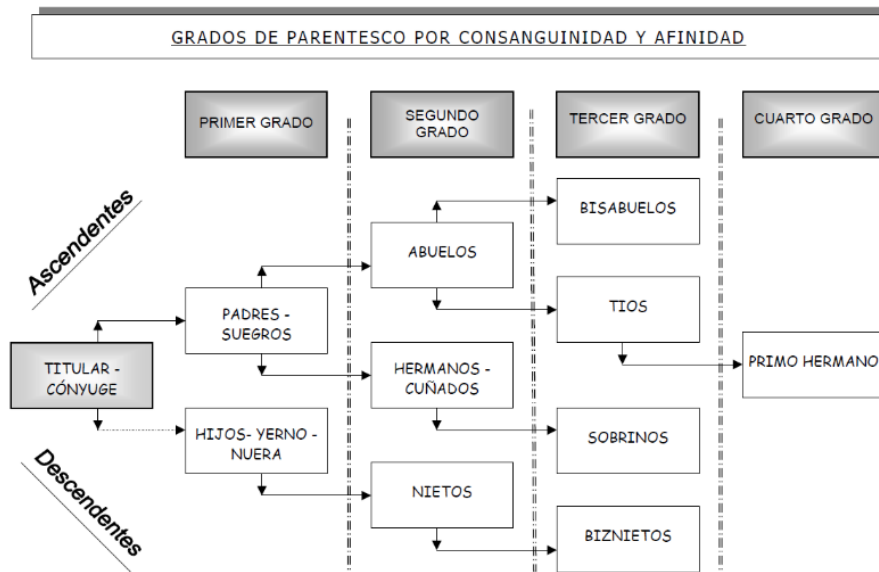 GRADOS DE PARENTESCO POR CONSANGUINIDAD Y AFINIDAD
PRIMER GRADO
SEGUNDO
GRADO
TERCER GRADO
CUARTO GRADO
Ascendentes
BISABUELOS
ABUELOS
PADRES -
SUEGROS
TIOS
TITULAR -
CÓNYUGE
HERMANOS -
CUÑADOS
PRIMO HERMANO
HIJOS- YERNO -
NUERA
SOBRINOS
Descendentes
NIETOS
BIZNIETOS